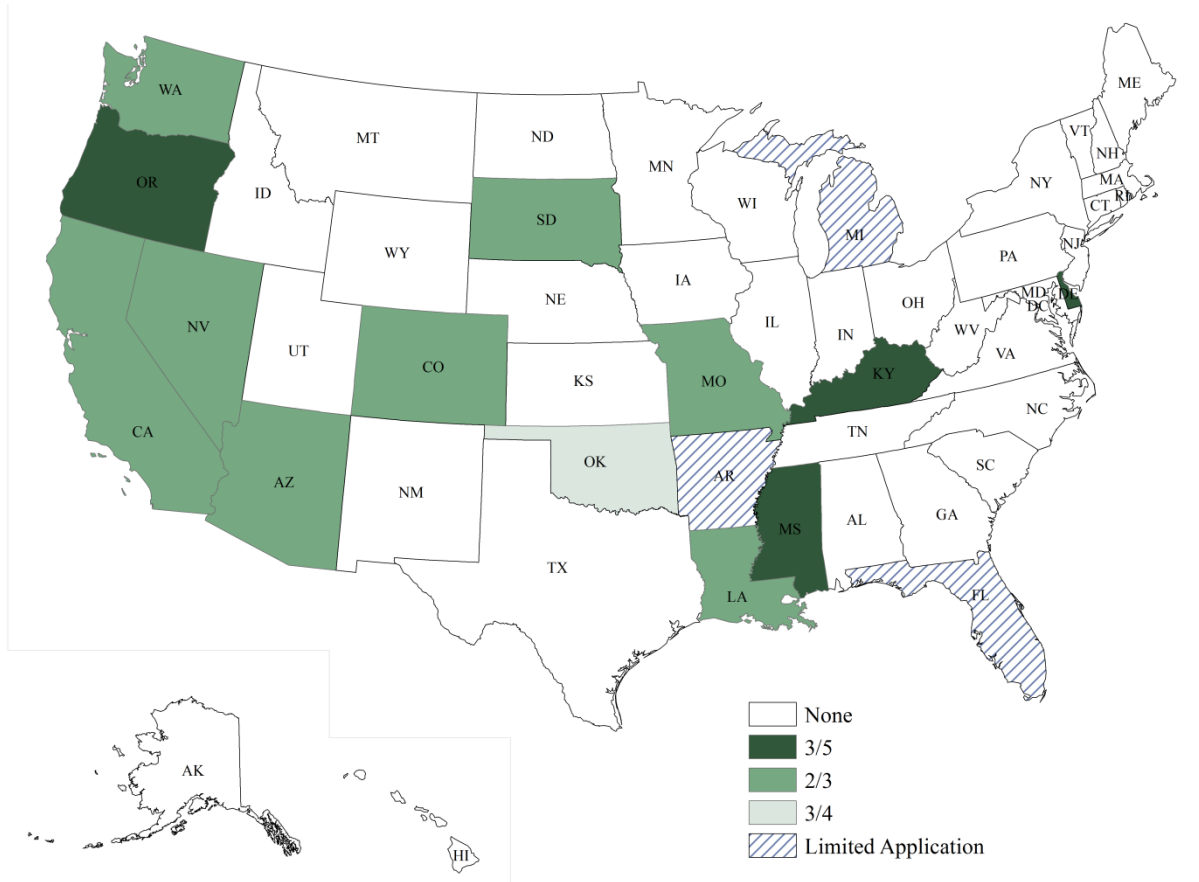 WA
ME
MT
ND
VT
MN
OR
NH
ID
NY
MA
WI
RI
CT
SD
MI
WY
PA
NJ
IA
NE
MD
DE
OH
DC
IL
IN
NV
WV
UT
VA
CO
KY
MO
KS
NC
CA
TN
OK
SC
AR
AZ
NM
GA
AL
MS
TX
LA
FL
None
3/5
2/3
AK
3/4
Limited Application
HI